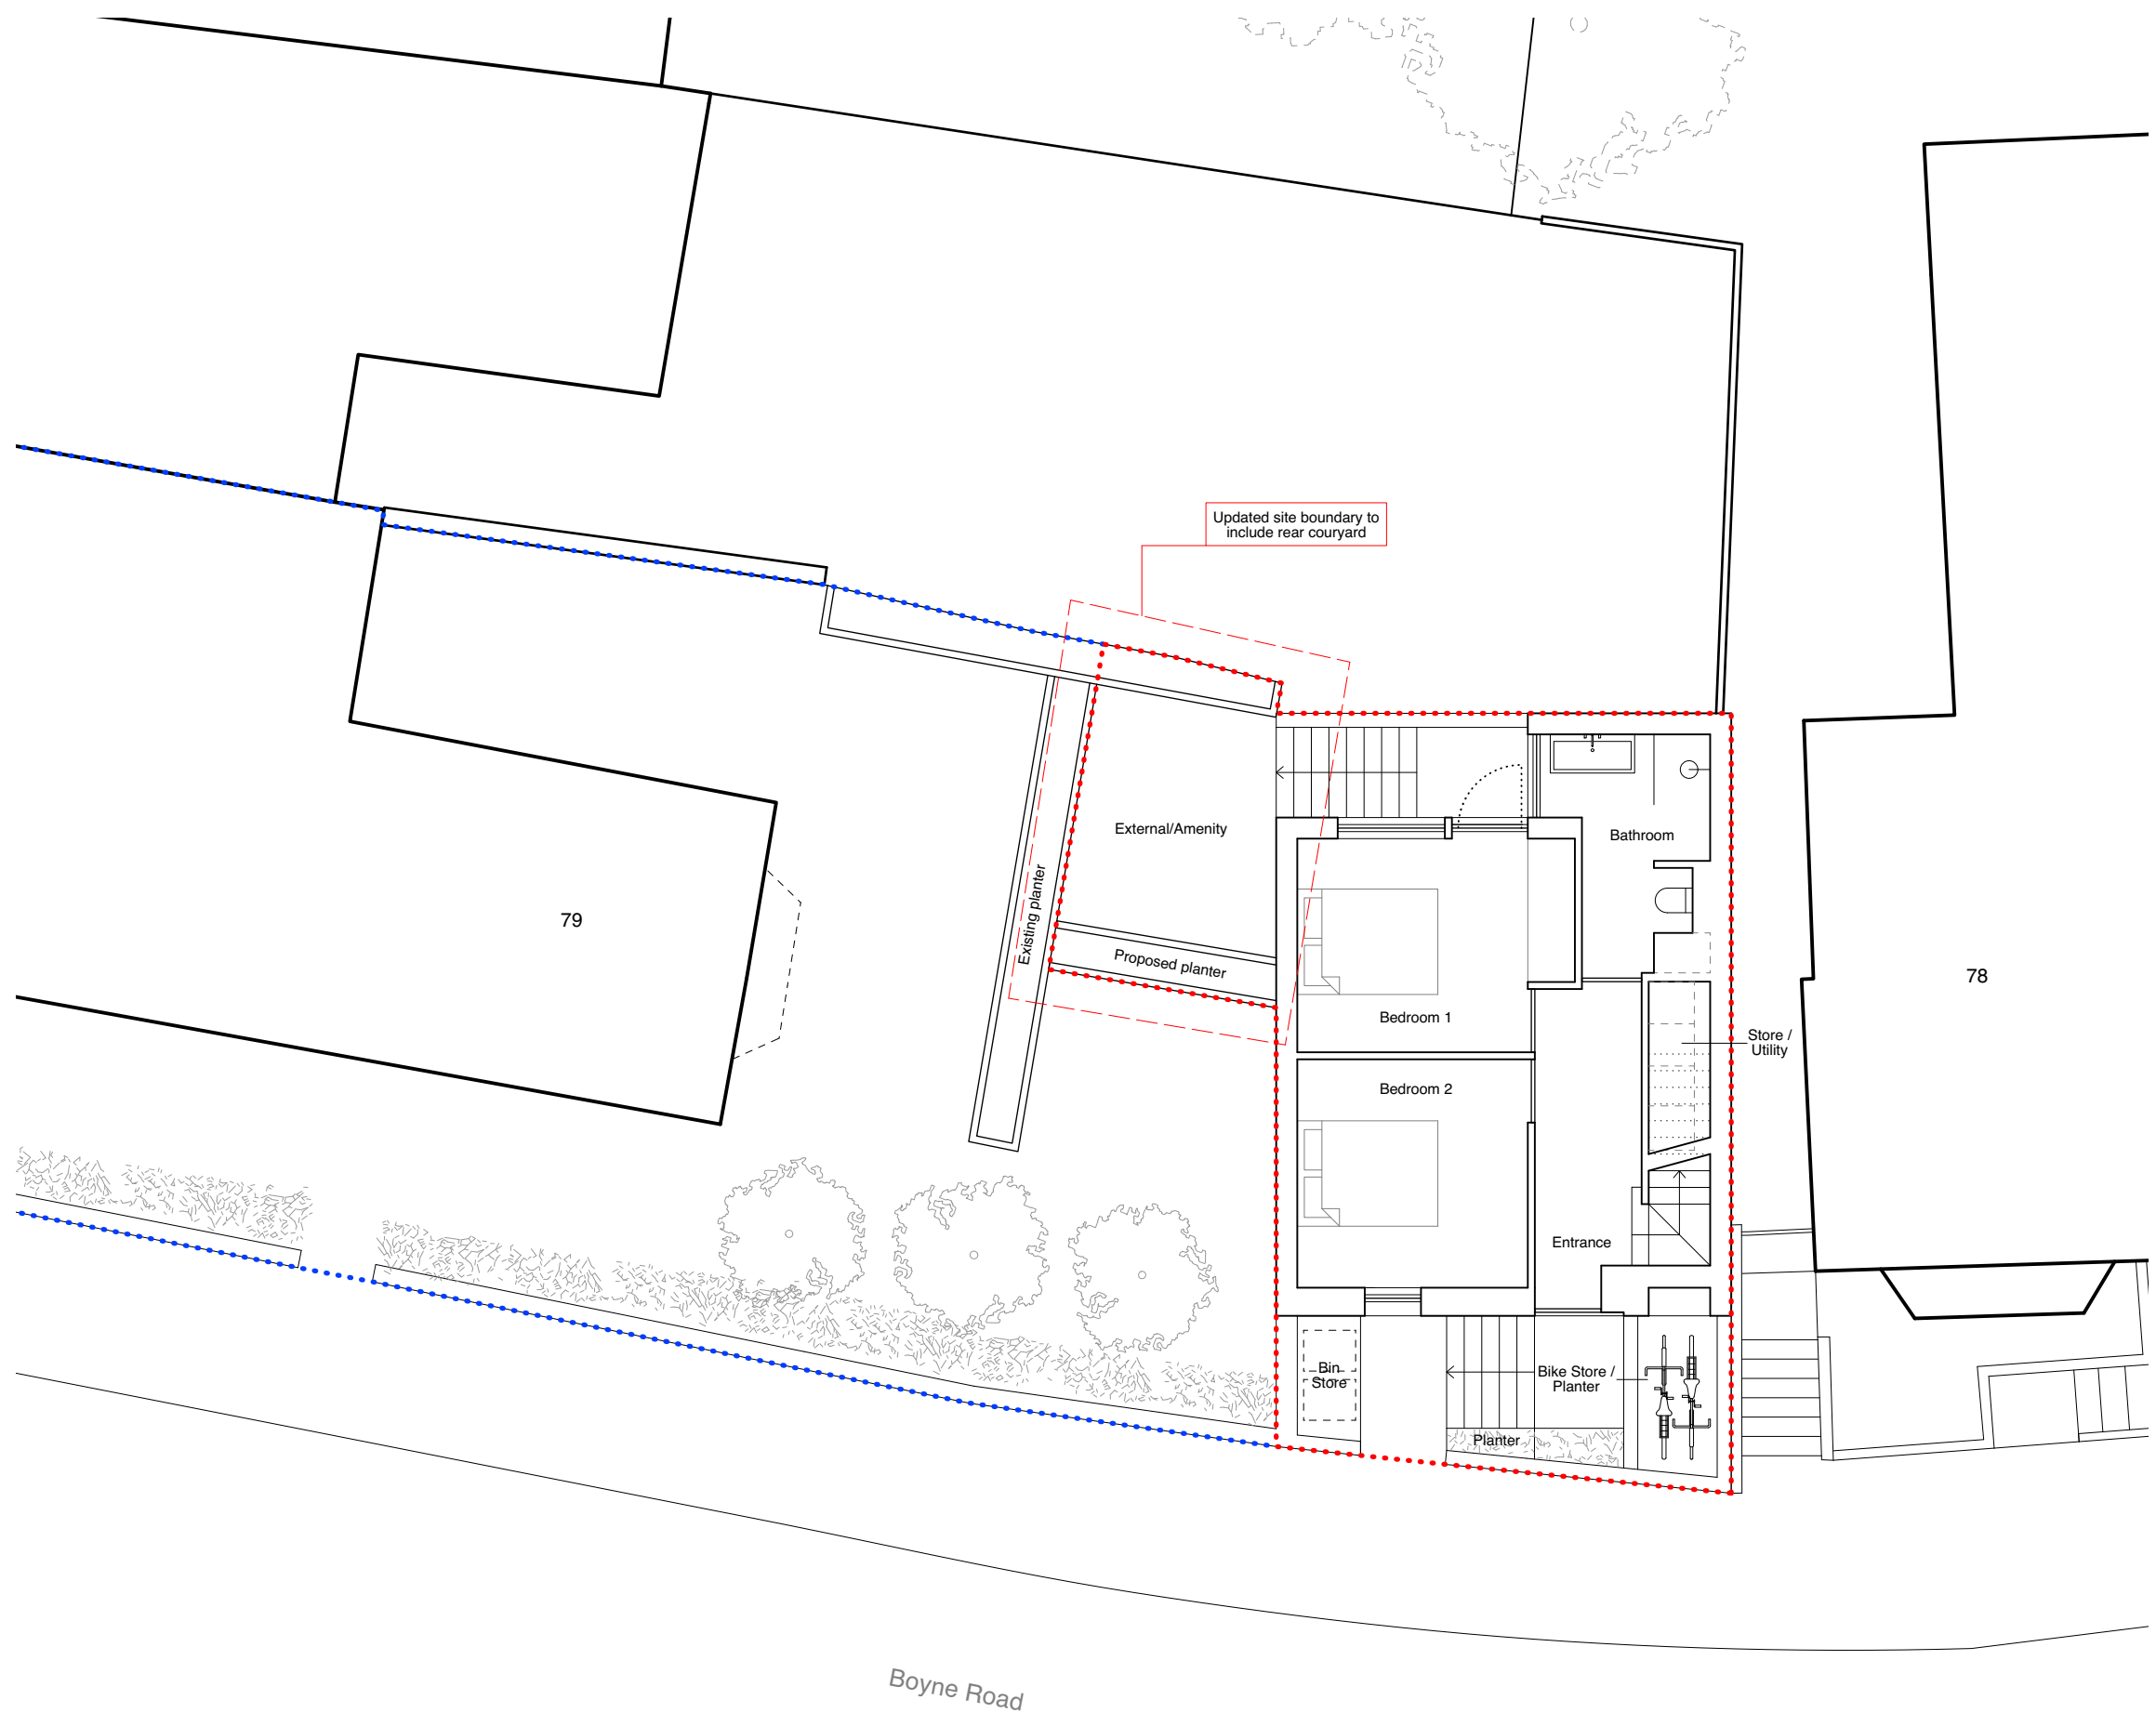 Updated site boundary to
include rear couryard
External/Amenity
Bathroom
Existing planter
79
Proposed planter
78
Bedroom 1
Store /
Utility
Bedroom 2
Entrance
Bin
Store
Bike Store /
Planter
Planter
Boyne Road